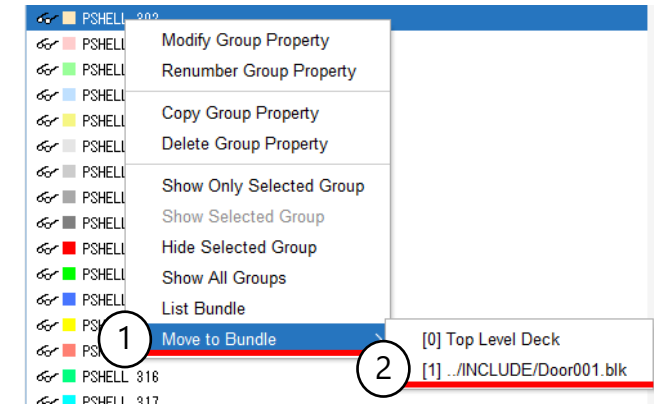 PSHELL 302
PSHELL
Modify Group Property
PSHELL
Renumber Group Property
PSHELL
PSHELL
Copy Group Property
PSHELL
Delete Group Property
PSHELL
PSHELL
Show Only Selected Group
PSHELL
Show Selected Group
PSHELL
Hide Selected Group
PSHELL
Show All Groups
PSHELL
List Bundle
1
Move to Bundle
[0] Top Level Deck
2
[1] ../INCLUDE/Door001.blk
PSHELL 316
PSHELL 317